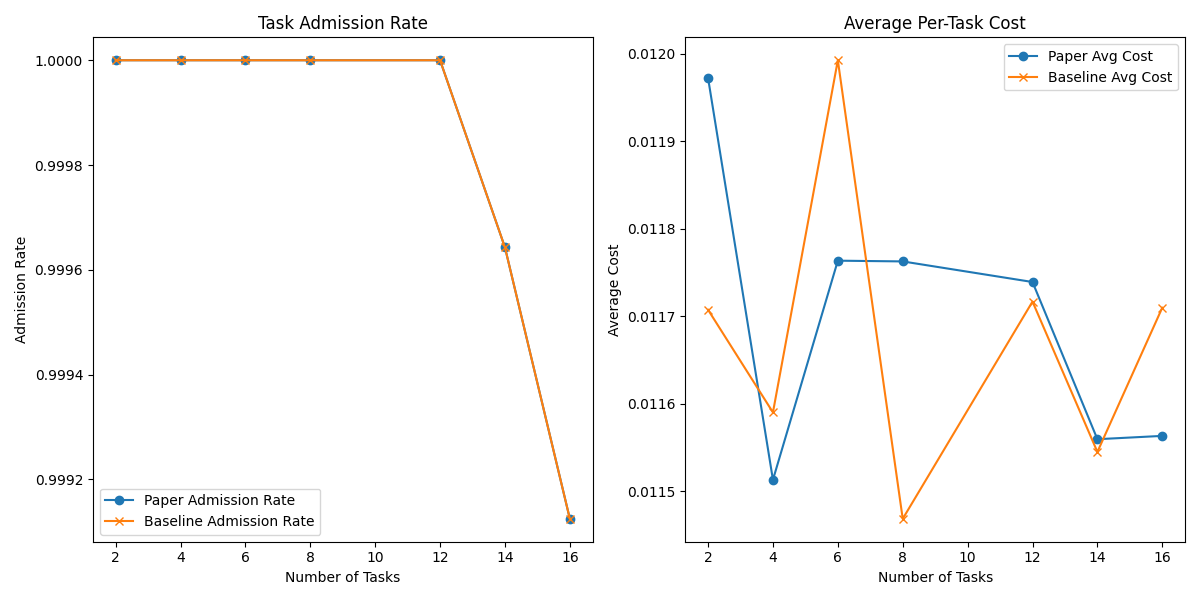 Task Admission Rate
1.0000
0.9998
0.9996
0.9994
0.9992
Admission Rate
Paper Admission Rate
Baseline Admission Rate
2 4 6 8 10 12 14 16
Number of Tasks
Average Per-Task Cost
0.0120
0.0119
0.0118
0.0117
0.0116
0.0115
Average Cost
Paper Avg Cost
Baseline Avg Cost
2 4 6 8 10 12 14 16
Number of Tasks